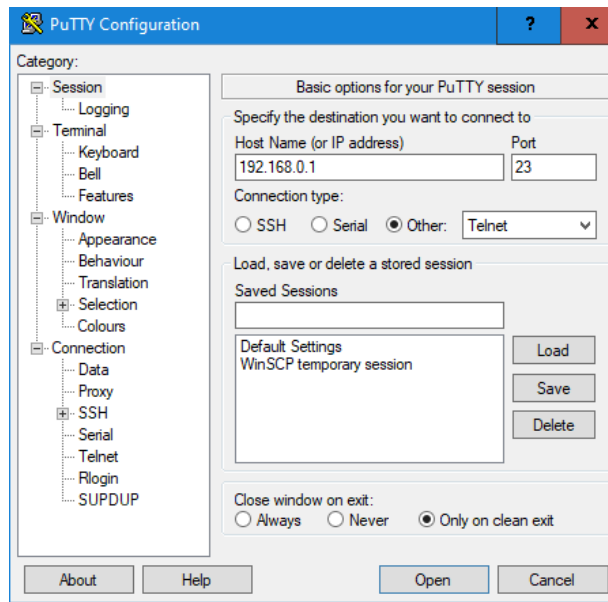 PuTTY Configuration
?
X
Category:
Session
Logging
Terminal
Keyboard
Bell
Features
Window
Appearance
Behaviour
Translation
Selection
Colours
Connection
Data
Proxy
SSH
Serial
Telnet
Rlogin
SUPDUP
Basic options for your PuTTY session
Specify the destination you want to connect to
Host Name (or IP address) Port
192.168.0.1 23
Connection type:
SSH Serial Other: Telnet
Load, save or delete a stored session
Saved Sessions
Default Settings
WinSCP temporary session
Load
Save
Delete
Close window on exit:
Always Never Only on clean exit
About Help Open Cancel